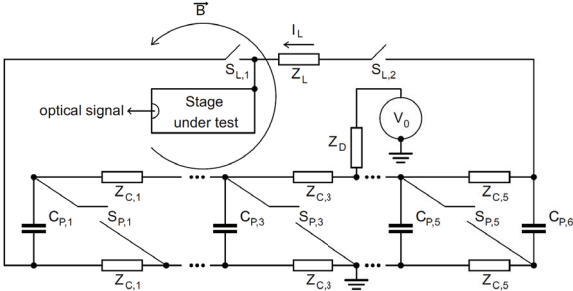 B
I_L
S_L,1
Z_L
S_L,2
optical signal
Stage
under test
V_0
Z_D
Z_C,1
Z_C,3
Z_C,5
C_P,1
S_P,1
C_P,3
S_P,3
C_P,5
S_P,5
C_P,6
Z_C,1
Z_C,3
Z_C,5